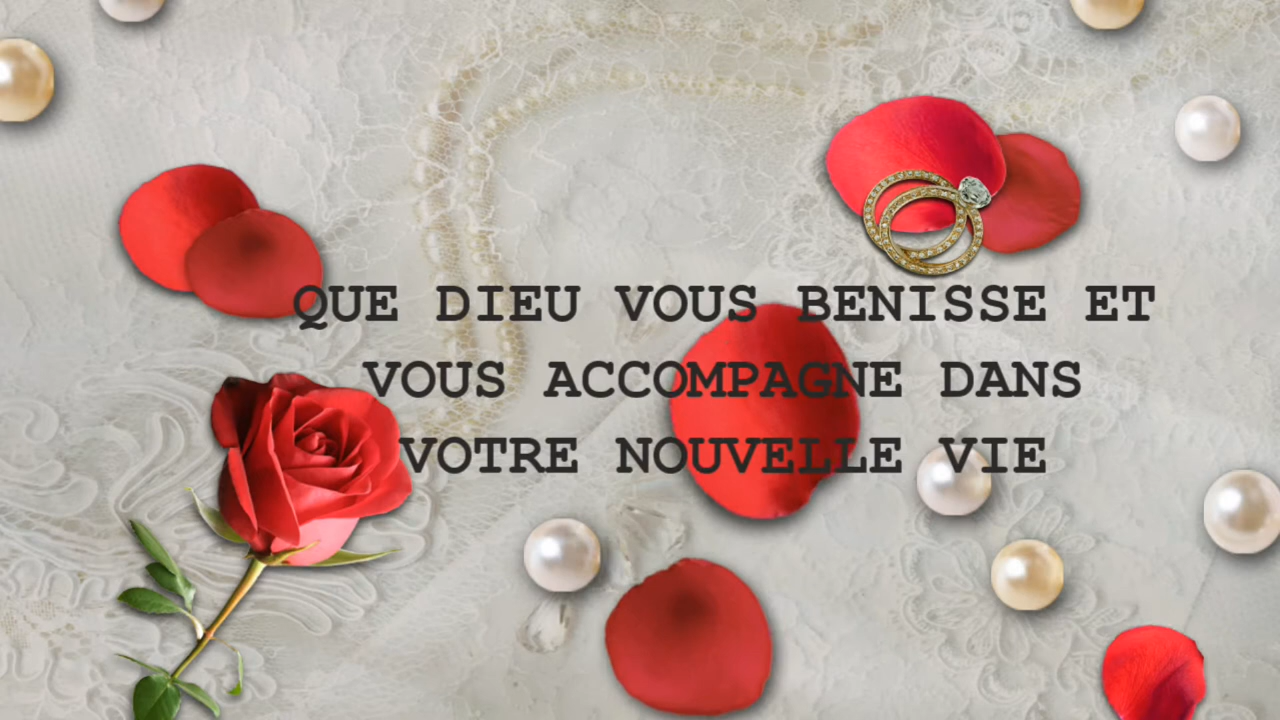 QUE DIEU VOUS BENISSE ET
VOUS ACCOMPAGNE DANS
VOTRE NOUVELLE VIE